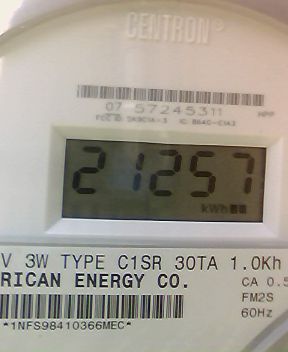 CENTRON®
07 57245311
21257
kWh
V 3W TYPE C1SR 30TA 1.0Kh
RICAN ENERGY CO.
CA 0.5
FM2S
60Hz
*1NFS98410366MEC*